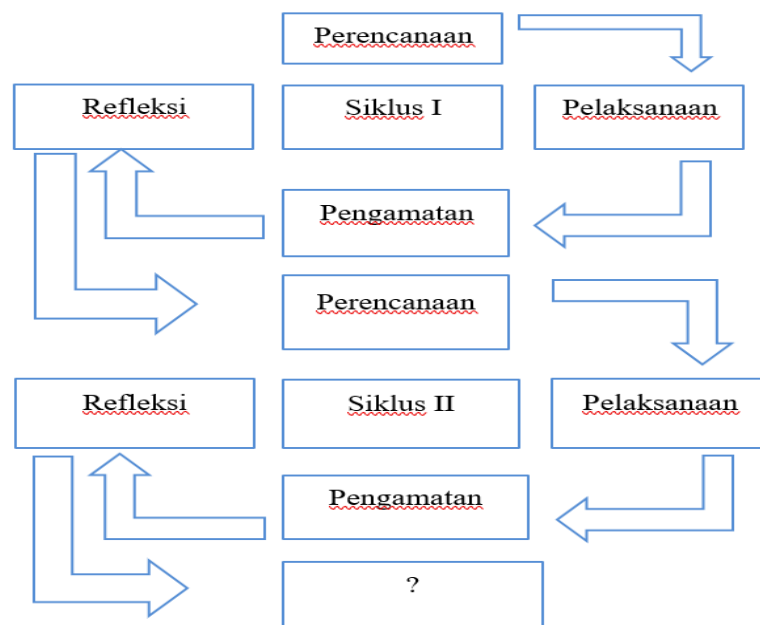 Perencanaan
Refleksi
Siklus I
Pelaksanaan
Pengamatan
Perencanaan
Refleksi
Siklus II
Pelaksanaan
Pengamatan
?